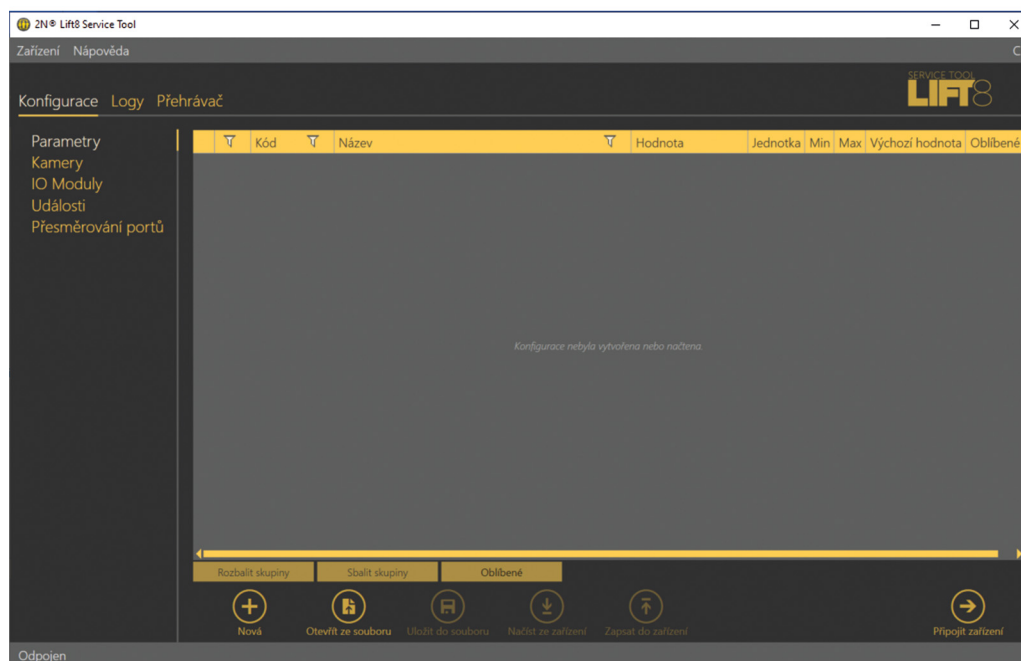 2N® Lift8 Service Tool
Zařízení Nápověda
SERVICE TOOL
LIFT8
Konfigurace Logy Přehrávač
Parametry
Kamery
IO Moduly
Události
Přesměrování portů
Kód Název Hodnota Jednotka Min Max Výchozí hodnota Oblíbené
Konfigurace nebyla vytvořena nebo načtena.
Rozbalit skupiny Sbalit skupiny Oblíbené
Nová Otevřít ze souboru Uložit do souboru Načíst ze zařízení Zapsat do zařízení Připojit zařízení
Odpojen